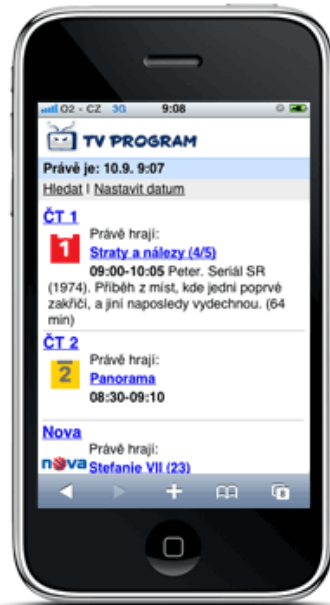 O2 - CZ 3G 9:08
TV PROGRAM
Právě je: 10.9. 9:07
Hledat | Nastavit datum
ČT 1
1
Právě hrají:
Straty a nálezy (4/5)
09:00-10:05 Peter. Seriál SR
(1974). Příběh z míst, kde jedni poprvé
zakřičí, a jiní naposledy vydechnou. (64
min)
ČT 2
2
Právě hrají:
Panorama
08:30-09:10
Nova
Právě hrají:
nova Stefanie VII (23)